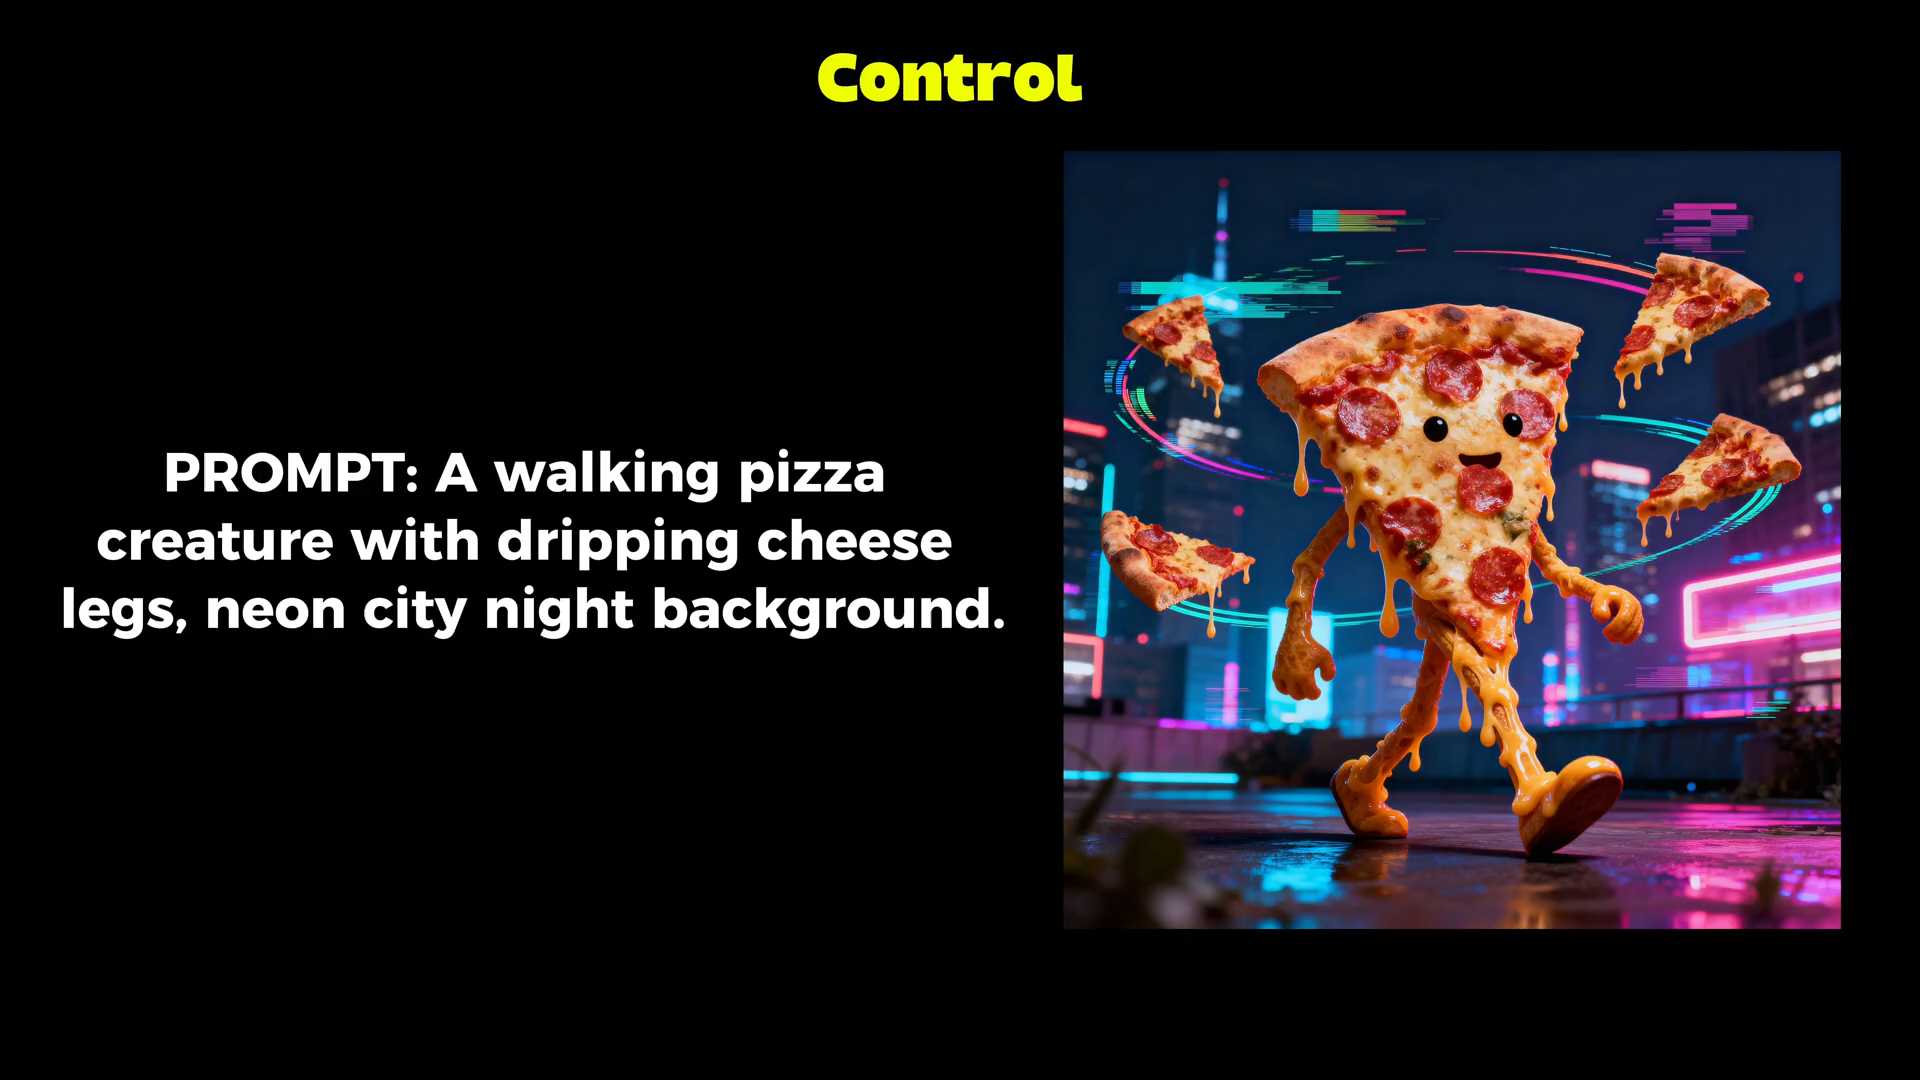 Control
PROMPT: A walking pizza
creature with dripping cheese
legs, neon city night background.